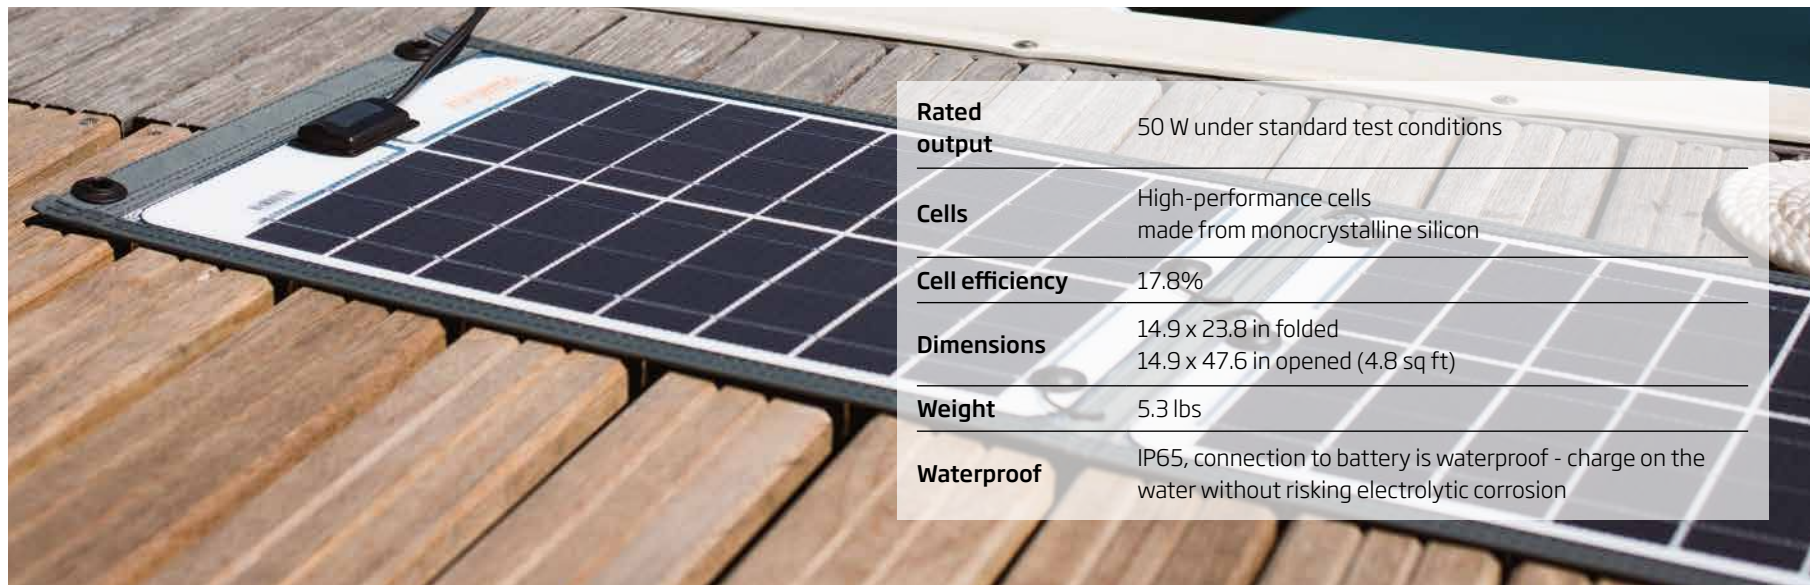 Rated
output
50 W under standard test conditions
Cells
High-performance cells
made from monocrystalline silicon
Cell efficiency
17.8%
Dimensions
14.9 x 23.8 in folded
14.9 x 47.6 in opened (4.8 sq ft)
Weight
5.3 lbs
Waterproof
IP65, connection to battery is waterproof - charge on the
water without risking electrolytic corrosion